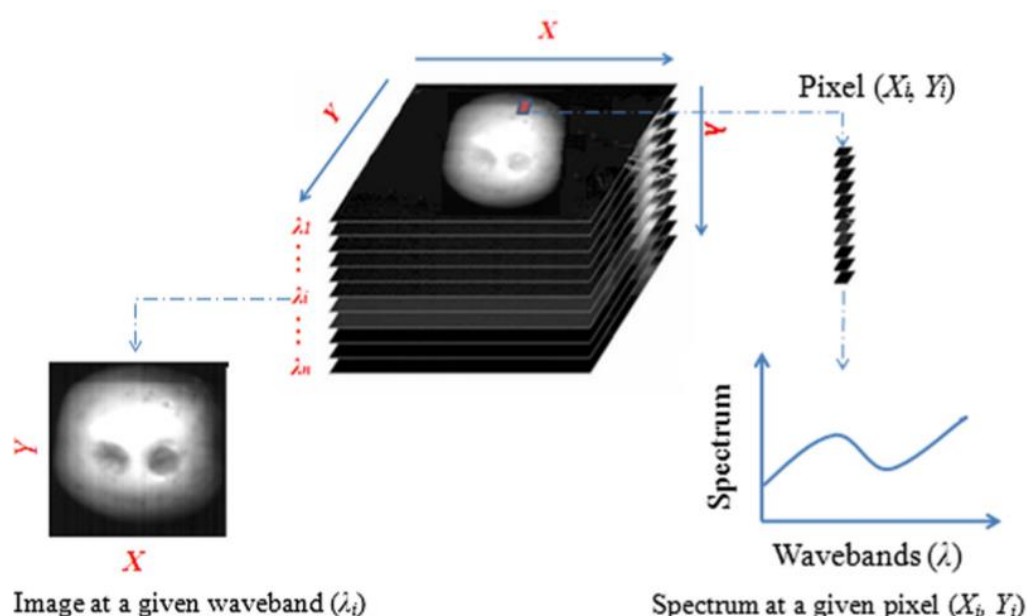 X
Pixel (Xi, Yi)
Y
λ
λ1
λi
λn
Y
X
Spectrum
Wavebands (λ)
Image at a given waveband (λi)
Spectrum at a given pixel (Xi, Yi)